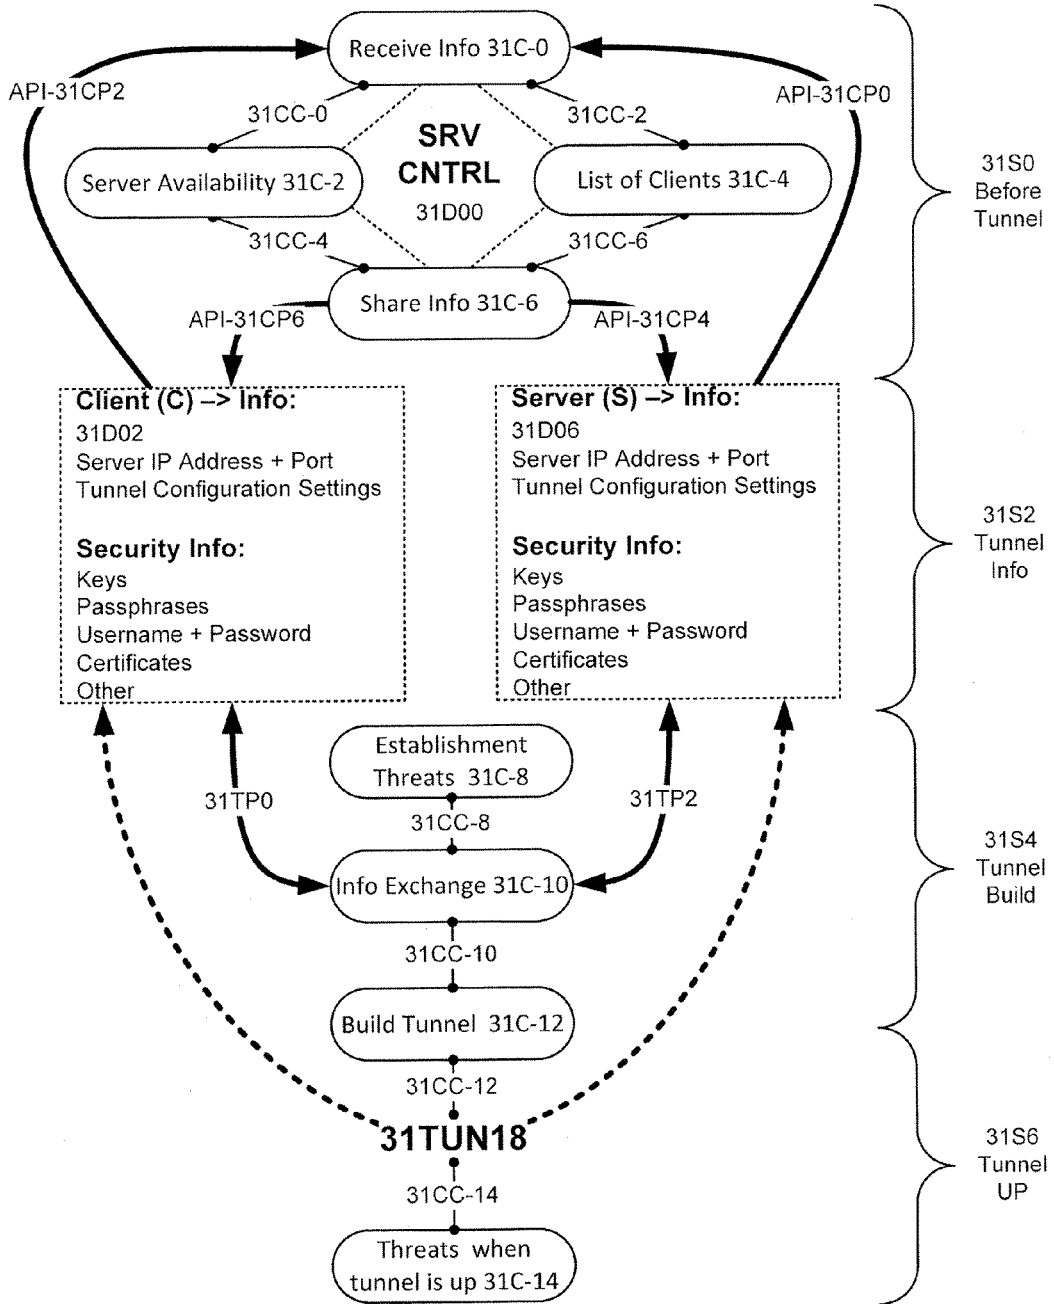 Receive Info 31C-0
API-31CP2
API-31CP0
31CC-0
31CC-2
SRV
CNTRL
31D00
Server Availability 31C-2
List of Clients 31C-4
31S0
Before
Tunnel
31CC-4
31CC-6
Share Info 31C-6
API-31CP6
API-31CP4
Client (C) –> Info:
31D02
Server IP Address + Port
Tunnel Configuration Settings
Security Info:
Keys
Passphrases
Username + Password
Certificates
Other
Server (S) –> Info:
31D06
Server IP Address + Port
Tunnel Configuration Settings
Security Info:
Keys
Passphrases
Username + Password
Certificates
Other
31S2
Tunnel
Info
Establishment
Threats 31C-8
31TP0
31TP2
31CC-8
Info Exchange 31C-10
31S4
Tunnel
Build
31CC-10
Build Tunnel 31C-12
31CC-12
31TUN18
31S6
Tunnel
UP
31CC-14
Threats when
tunnel is up 31C-14